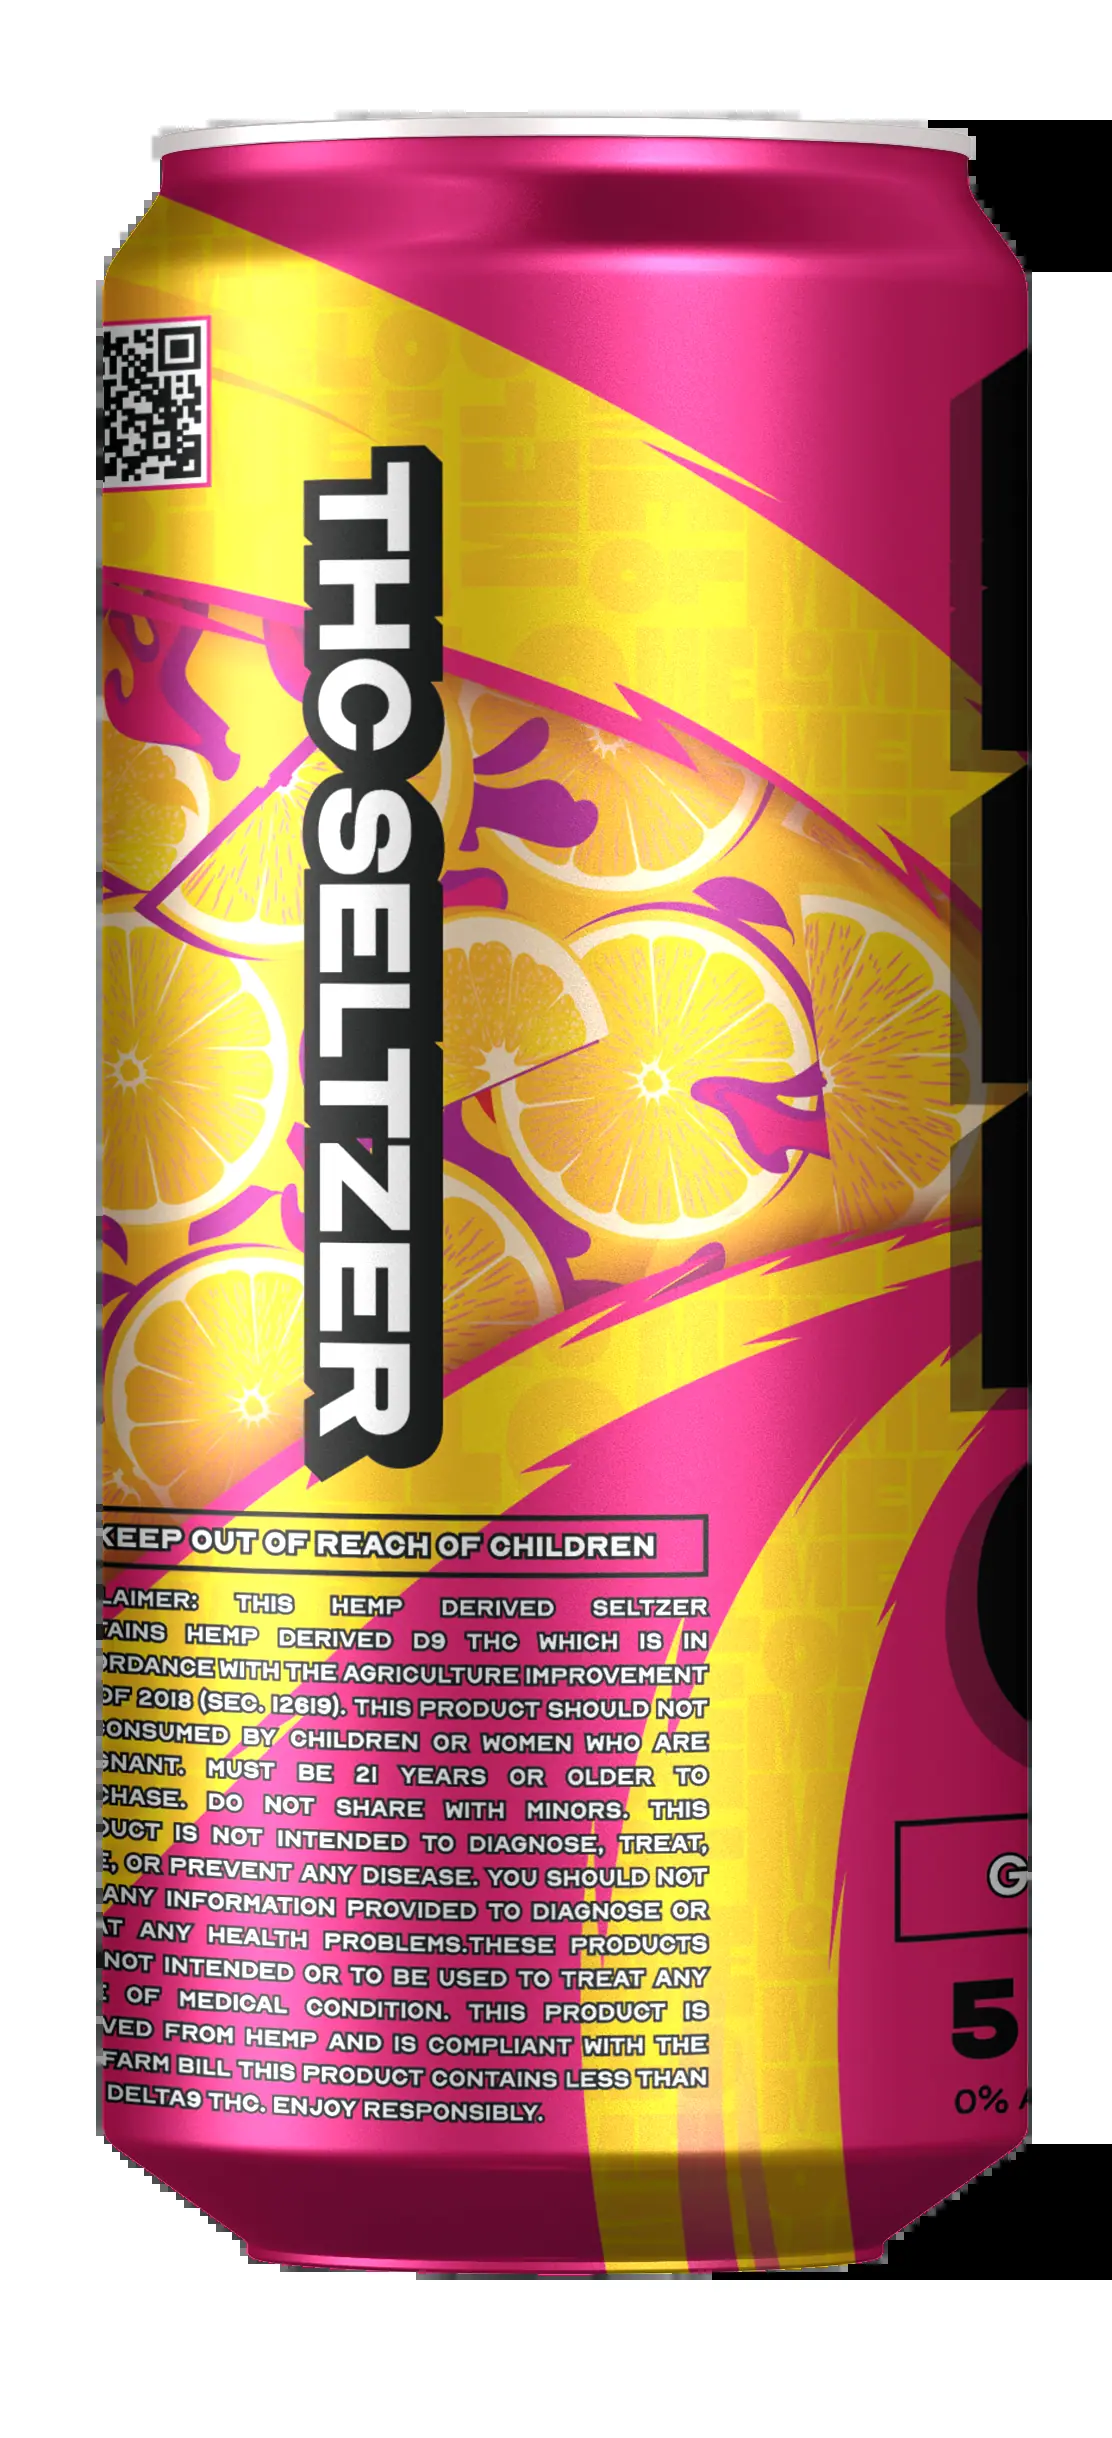 THC SELTZER
KEEP OUT OF REACH OF CHILDREN
LAIMER: THIS HEMP DERIVED SELTZER
TAINS HEMP DERIVED D9 THC WHICH IS IN
ORDANCE WITH THE AGRICULTURE IMPROVEMENT
OF 2018 (SEC. 12619). THIS PRODUCT SHOULD NOT
CONSUMED BY CHILDREN OR WOMEN WHO ARE
GNANT. MUST BE 21 YEARS OR OLDER TO
CHASE. DO NOT SHARE WITH MINORS. THIS
DUCT IS NOT INTENDED TO DIAGNOSE, TREAT,
E, OR PREVENT ANY DISEASE. YOU SHOULD NOT
ANY INFORMATION PROVIDED TO DIAGNOSE OR
AT ANY HEALTH PROBLEMS.THESE PRODUCTS
NOT INTENDED OR TO BE USED TO TREAT ANY
E OF MEDICAL CONDITION. THIS PRODUCT IS
VED FROM HEMP AND IS COMPLIANT WITH THE
FARM BILL THIS PRODUCT CONTAINS LESS THAN
DELTA9 THC. ENJOY RESPONSIBLY.
G
5
0%